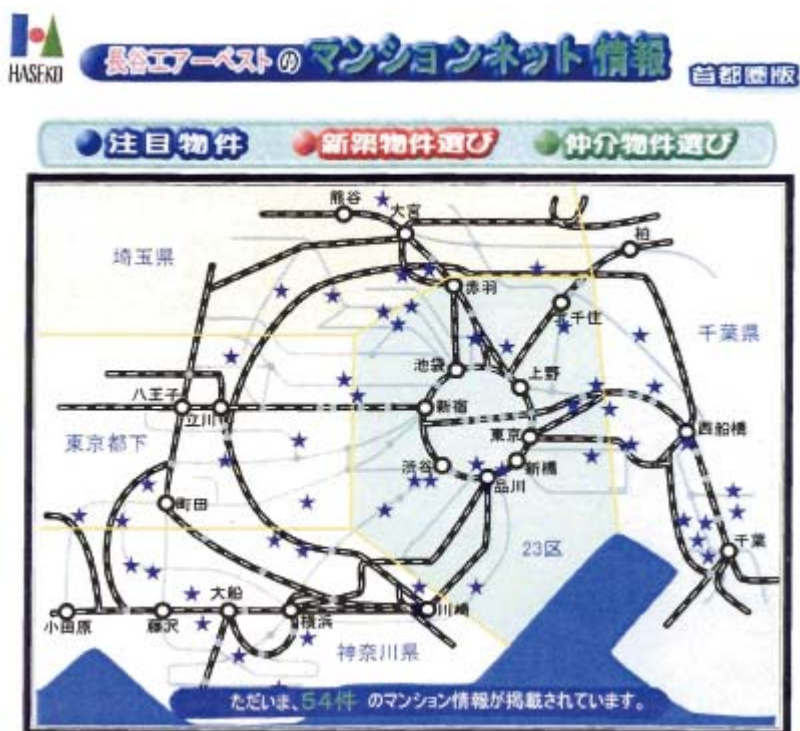 HASEKO
長谷エアーベストの マンションネット情報
首都圏版
注目物件
新築物件選び
仲介物件選び
熊谷
大宮
柏
埼玉県
赤羽
北千住
千葉県
池袋
上野
八王子
立川
新宿
東京
西船橋
東京都下
渋谷
新橋
品川
町田
23区
千葉
小田原
藤沢
大船
横浜
川崎
神奈川県
ただいま、54件 のマンション情報が掲載されています。